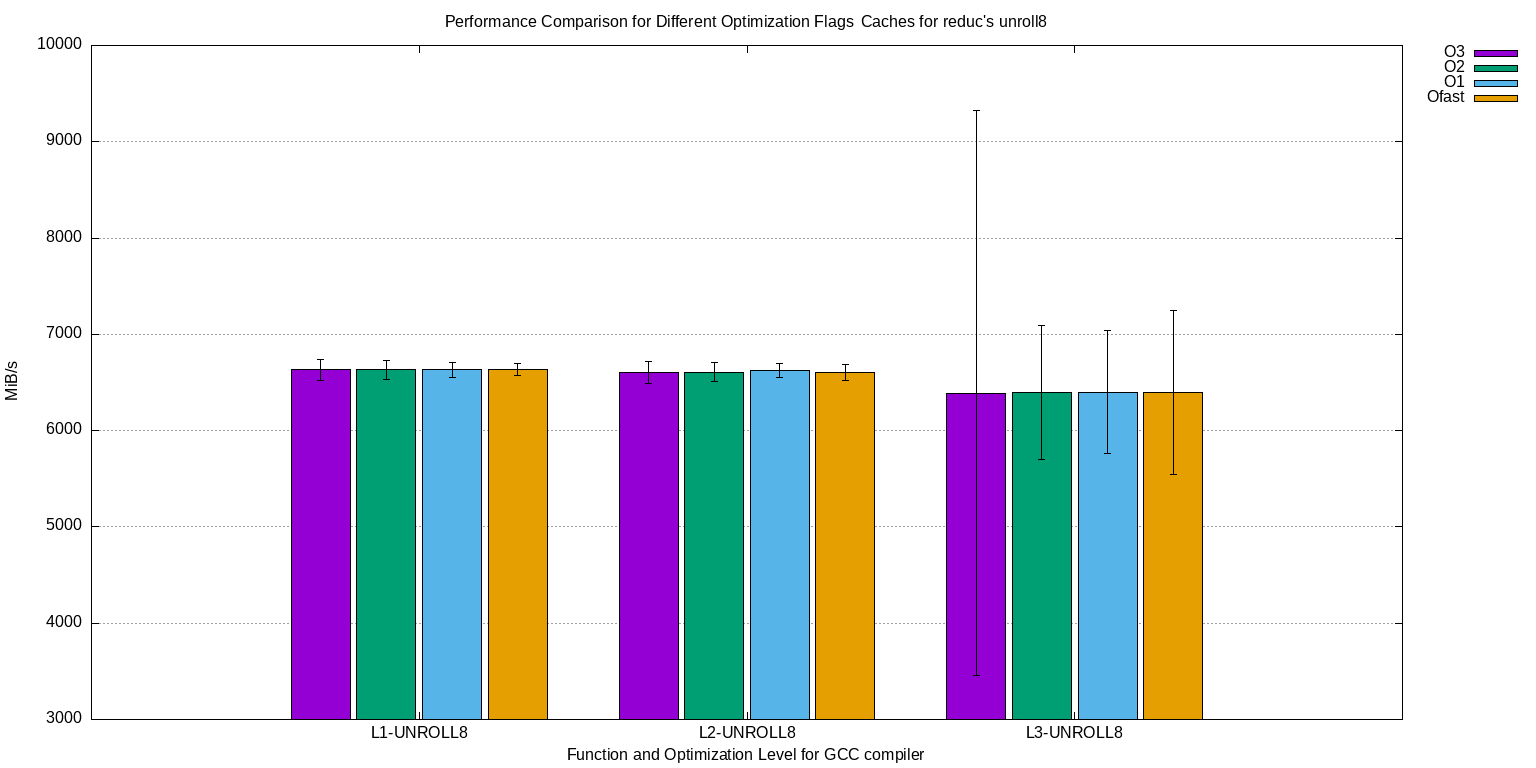 Performance Comparison for Different Optimization Flags  Caches for reduc's unroll8
10000
9000
8000
7000
6000
5000
4000
3000
MiB/s
O3
O2
O1
Ofast
L1-UNROLL8
L2-UNROLL8
L3-UNROLL8
Function and Optimization Level for GCC compiler